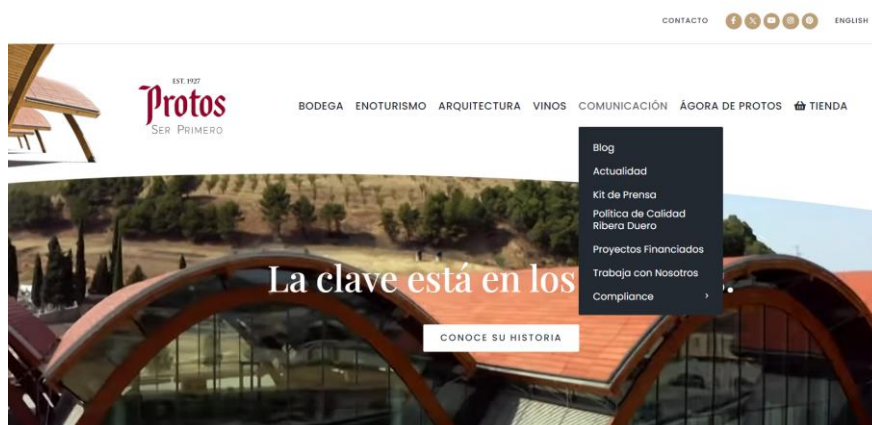 CONTACTO
ENGLISH
EST. 1927
Protos
SER PRIMERO
BODEGA ENOTURISMO ARQUITECTURA VINOS COMUNICACIÓN ÁGORA DE PROTOS TIENDA
Blog
Actualidad
Kit de Prensa
Política de Calidad
Ribera Duero
Proyectos Financiados
Trabaja con Nosotros
Compliance
La clave está en los
CONOCE SU HISTORIA